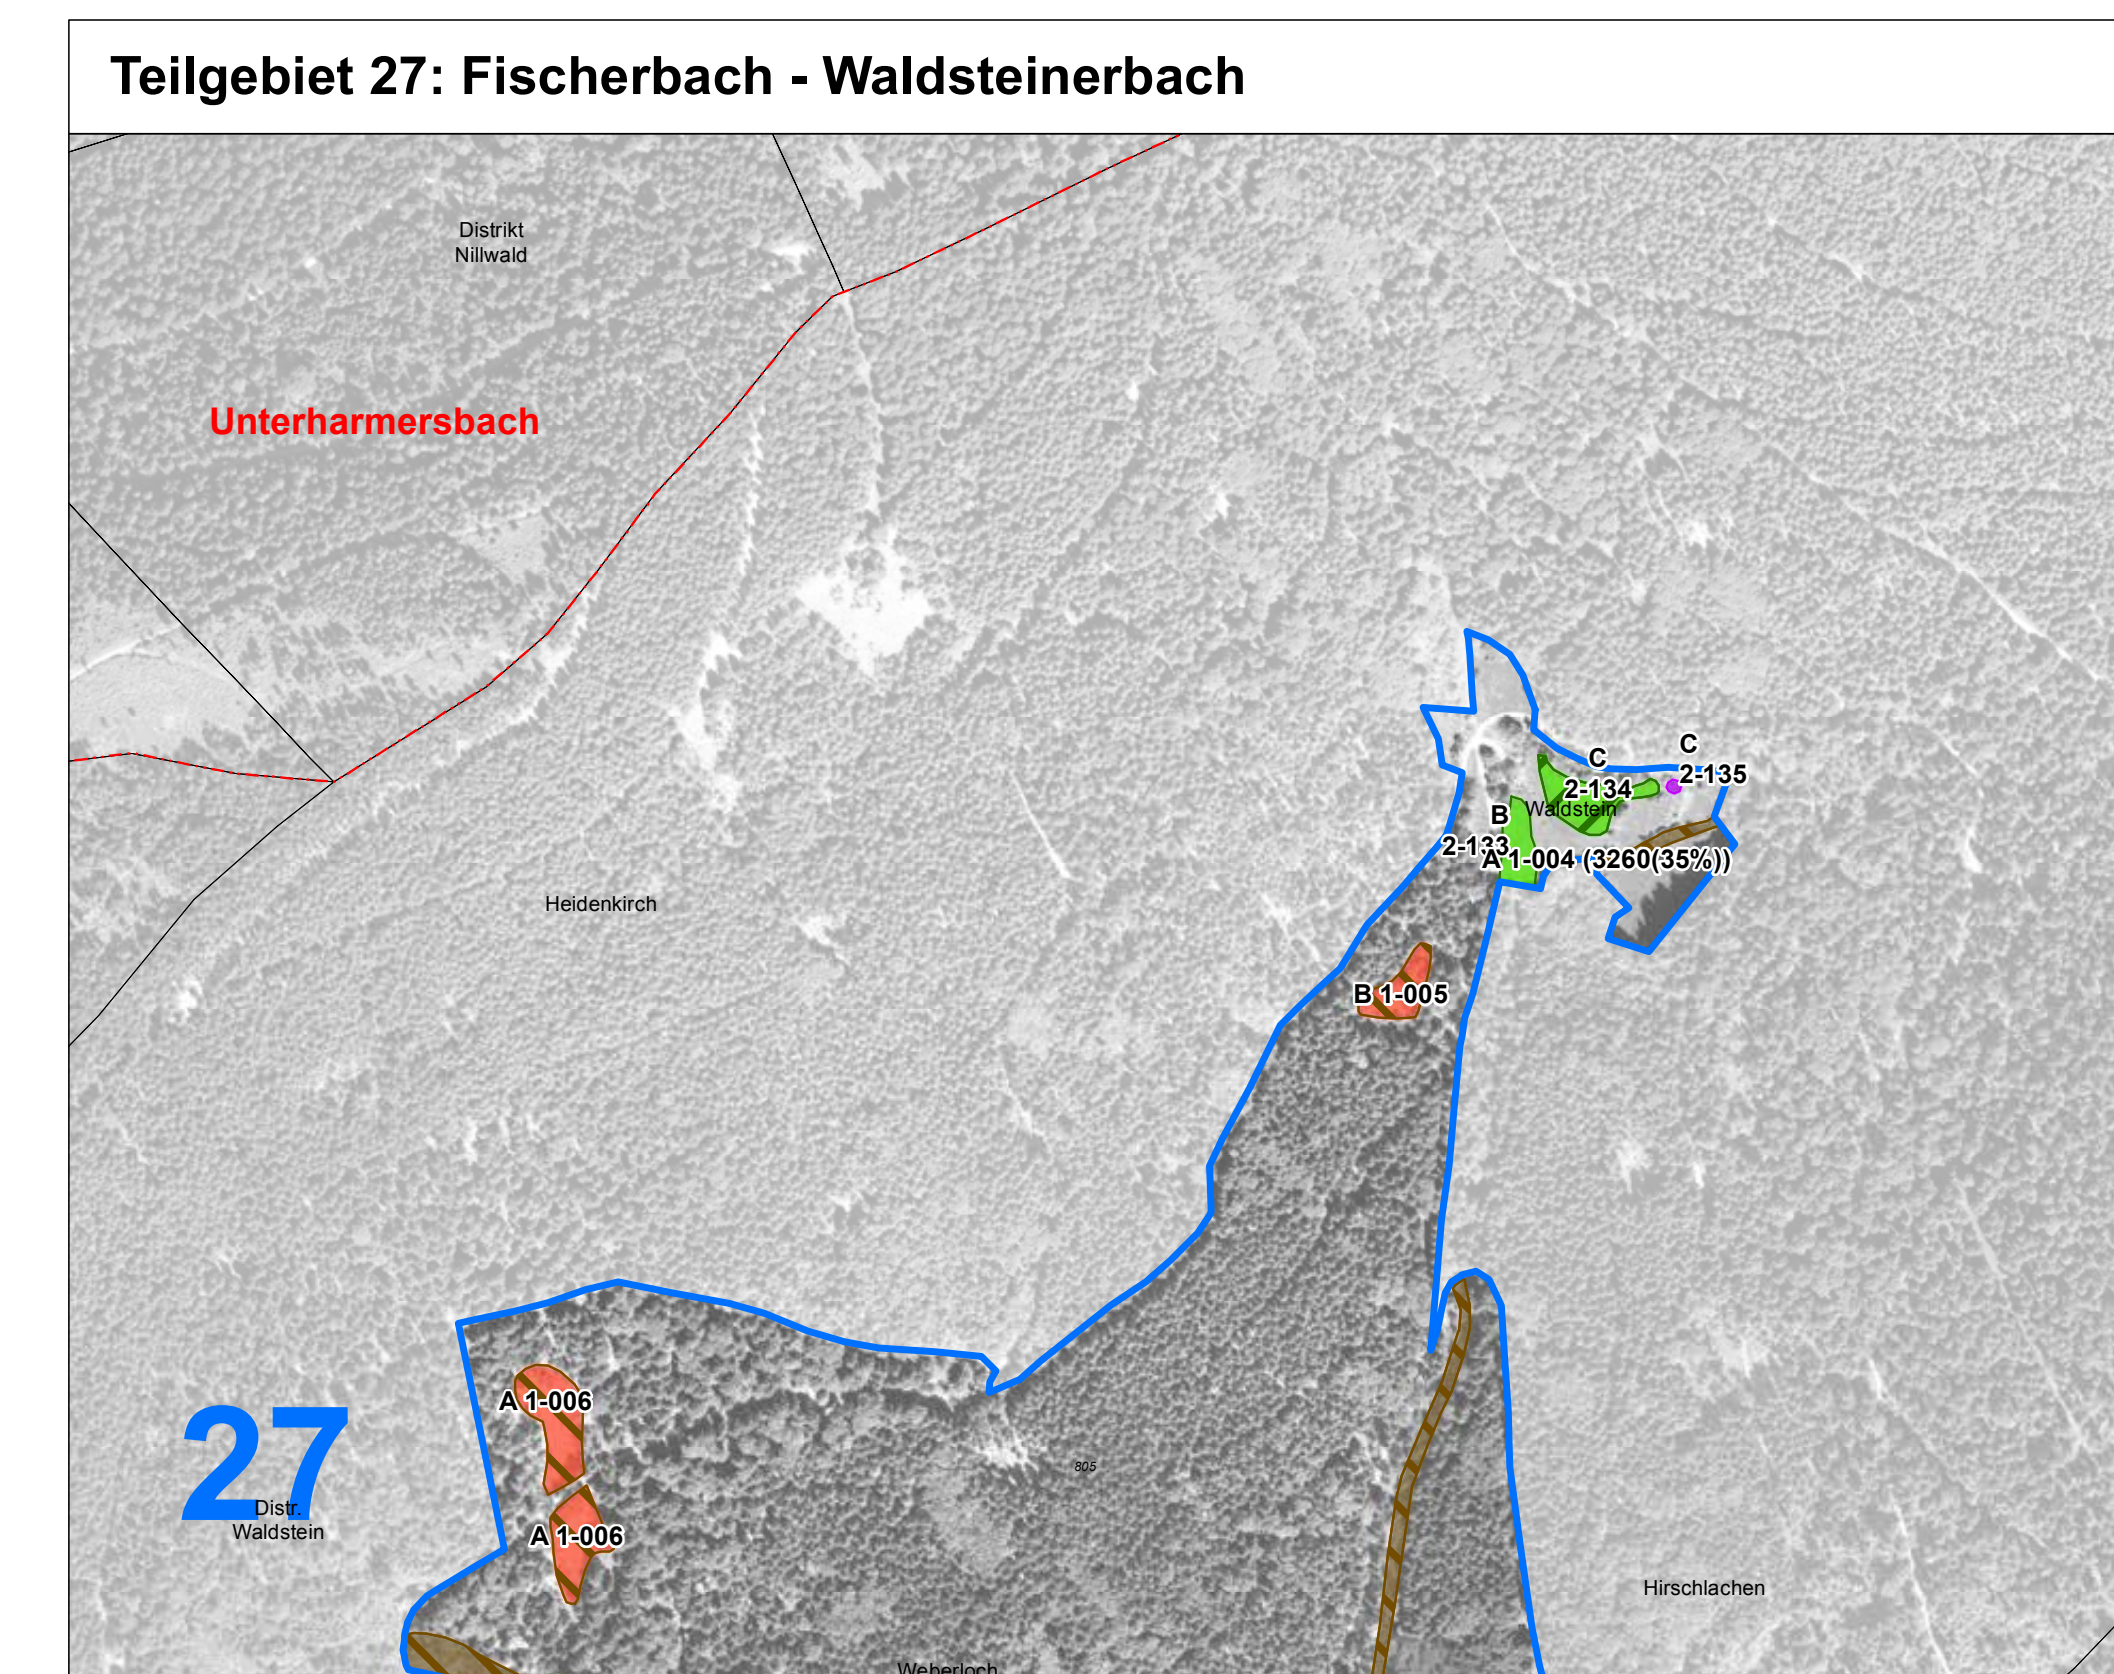 Teilgebiet 27: Fischerbach - Waldsteinerbach
Distrikt
Nillwald
Unterharmersbach
C
C
2-135
2-134
Waldstein
B
2-133
A 1-004 (3260(35%))
Heidenkirch
B 1-005
A 1-006
27
805
Distr.
Waldstein
A 1-006
Hirschlachen
Weberloch